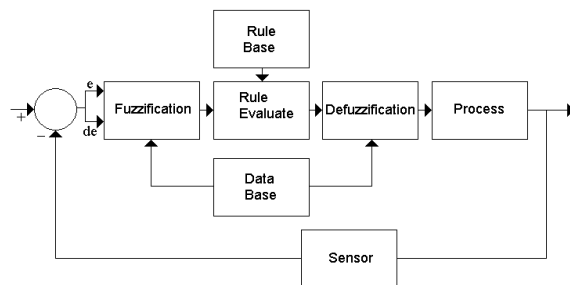 Rule
Base
e
Fuzzification
Rule
Evaluate
Defuzzification
Process
+
−
de
Data
Base
Sensor